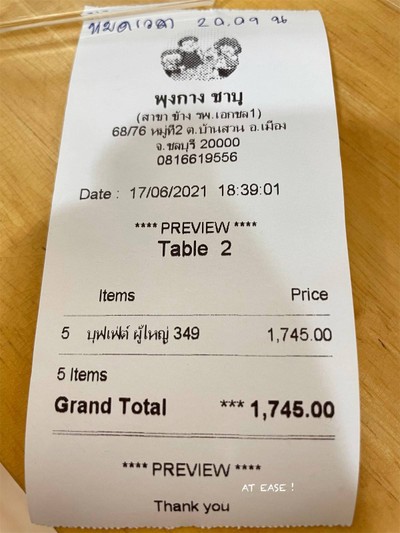 หมดเวลา 20.09 น
พุงกาง ชาบู
(สาขา ข้าง รพ.เอกชล1)
68/76 หมู่ที่2 ต.บ้านสวน อ.เมือง
จ.ชลบุรี 20000
0816619556
Date : 17/06/2021 18:39:01
**** PREVIEW ****
Table 2
Items Price
5 บุฟเฟ่ต์ ผู้ใหญ่ 349 1,745.00
5 Items
Grand Total *** 1,745.00
**** PREVIEW ****
AT EASE !
Thank you